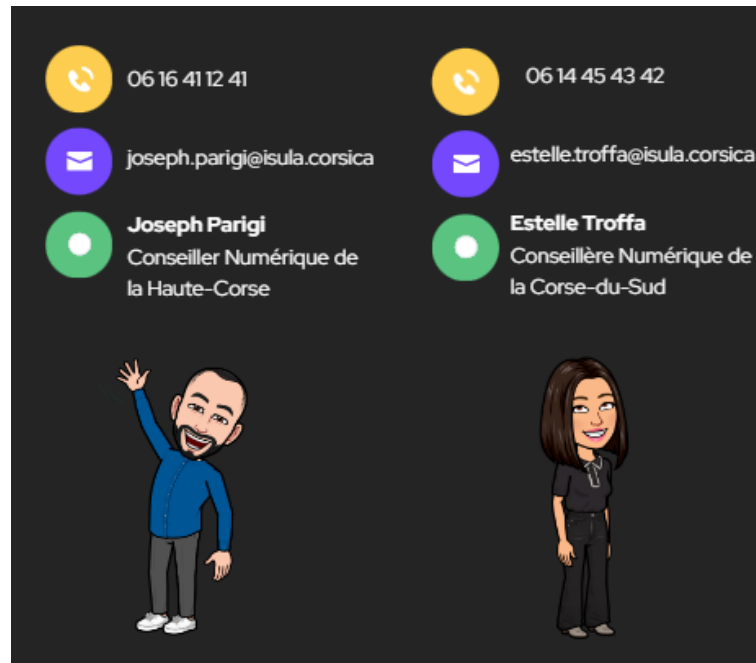 06 16 41 12 41
joseph.parigi@isula.corsica
Joseph Parigi
Conseiller Numérique de
la Haute-Corse
06 14 45 43 42
estelle.troffa@isula.corsica
Estelle Troffa
Conseillère Numérique de
la Corse-du-Sud